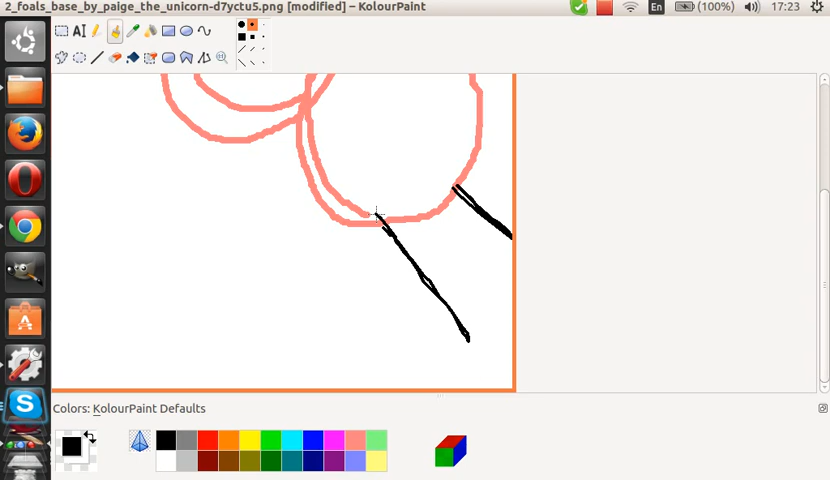 2_foals_base_by_paige_the_unicorn-d7yctu5.png [modified] – KolourPaint
En
(100%)
17:23
A
Colors: KolourPaint Defaults